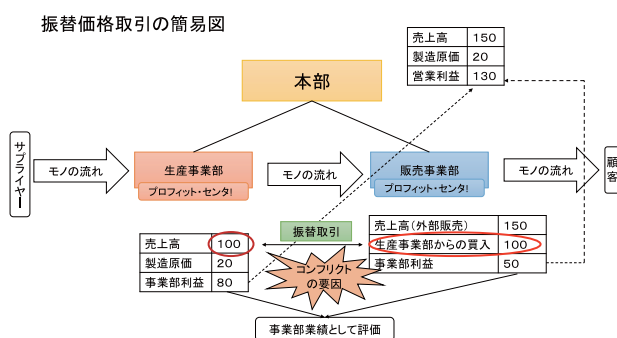 振替価格取引の簡易図
売上高 150
製造原価 20
営業利益 130
本部
サプライヤー
モノの流れ
生産事業部
プロフィット・センタ!
モノの流れ
販売事業部
プロフィット・センタ!
モノの流れ
顧客
振替取引
売上高 100
製造原価 20
事業部利益 80
コンフリクト
の要因
売上高(外部販売) 150
生産事業部からの買入 100
事業部利益 50
事業部業績として評価